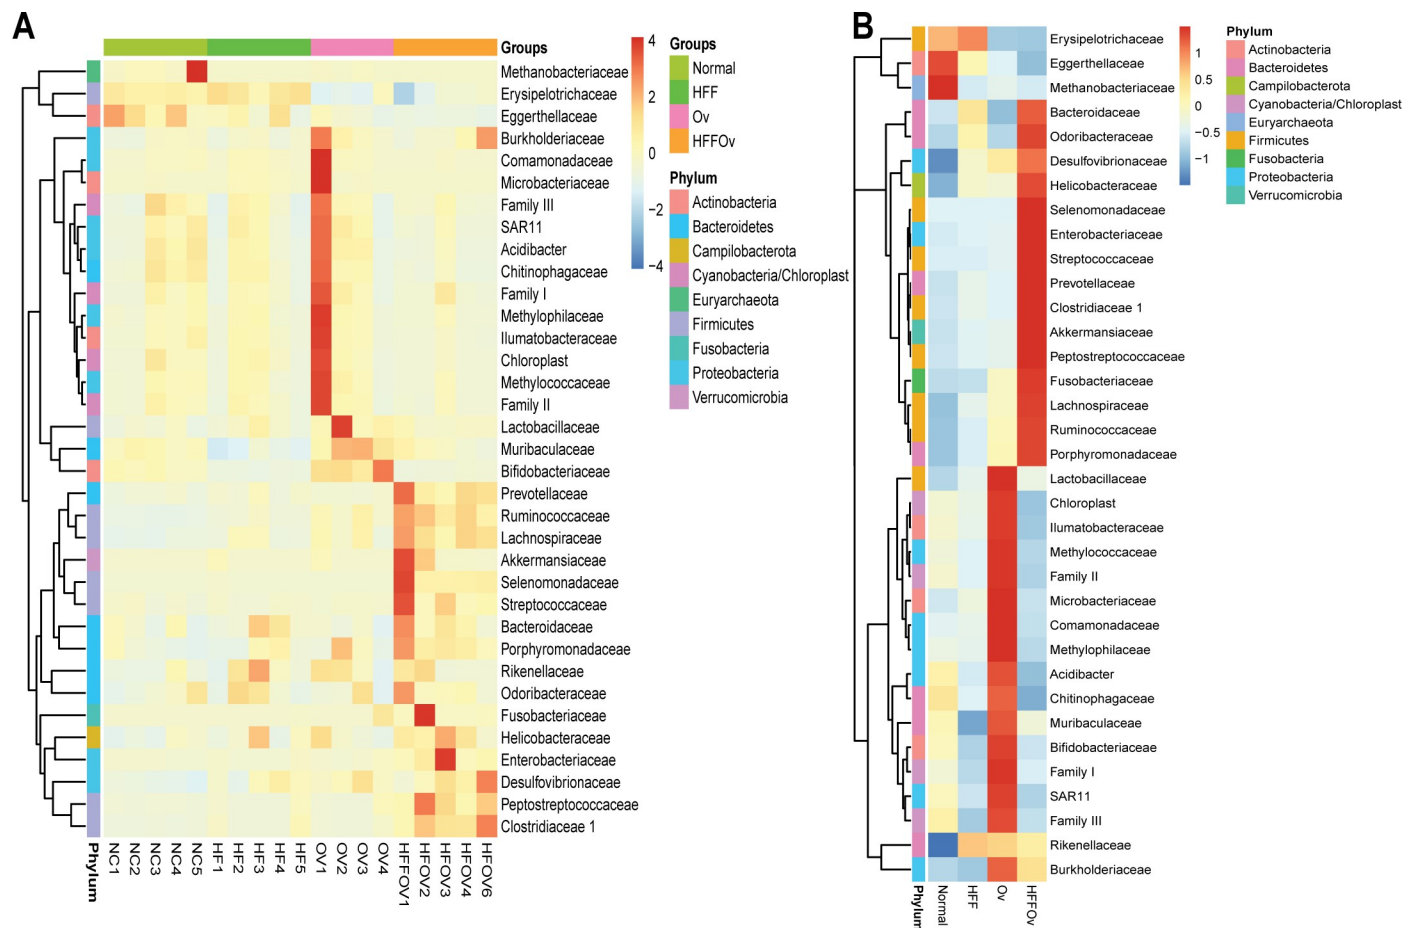 A
Groups
Methanobacteriaceae
Erysipelotrichaceae
Eggerthellaceae
Burkholderiaceae
Comamonadaceae
Microbacteriaceae
Family III
SAR11
Acidibacter
Chitinophagaceae
Family I
Methylophilaceae
Ilumatobacteraceae
Chloroplast
Methylococcaceae
Family II
Lactobacillaceae
Muribaculaceae
Bifidobacteriaceae
Prevotellaceae
Ruminococcaceae
Lachnospiraceae
Akkermansiaceae
Selenomonadaceae
Streptococcaceae
Bacteroidaceae
Porphyromonadaceae
Rikenellaceae
Odoribacteraceae
Fusobacteriaceae
Helicobacteraceae
Enterobacteriaceae
Desulfovibrionaceae
Peptostreptococcaceae
Clostridiaceae 1
Phylum
NC1
NC2
NC3
NC4
NC5
HF1
HF2
HF3
HF4
HF5
OV1
OV2
OV3
OV4
HFFOV1
HFOV2
HFOV3
HFOV4
HFOV6
4
2
0
−2
−4
Groups
Normal
HFF
Ov
HFFOv
Phylum
Actinobacteria
Bacteroidetes
Campilobacterota
Cyanobacteria/Chloroplast
Euryarchaeota
Firmicutes
Fusobacteria
Proteobacteria
Verrucomicrobia
B
Erysipelotrichaceae
Eggerthellaceae
Methanobacteriaceae
Bacteroidaceae
Odoribacteraceae
Desulfovibrionaceae
Helicobacteraceae
Selenomonadaceae
Enterobacteriaceae
Streptococcaceae
Prevotellaceae
Clostridiaceae 1
Akkermansiaceae
Peptostreptococcaceae
Fusobacteriaceae
Lachnospiraceae
Ruminococcaceae
Porphyromonadaceae
Lactobacillaceae
Chloroplast
Ilumatobacteraceae
Methylococcaceae
Family II
Microbacteriaceae
Comamonadaceae
Methylophilaceae
Acidibacter
Chitinophagaceae
Muribaculaceae
Bifidobacteriaceae
Family I
SAR11
Family III
Rikenellaceae
Burkholderiaceae
Phylum
Normal
HFF
Ov
HFFOv
1
0.5
0
−0.5
−1
Phylum
Actinobacteria
Bacteroidetes
Campilobacterota
Cyanobacteria/Chloroplast
Euryarchaeota
Firmicutes
Fusobacteria
Proteobacteria
Verrucomicrobia